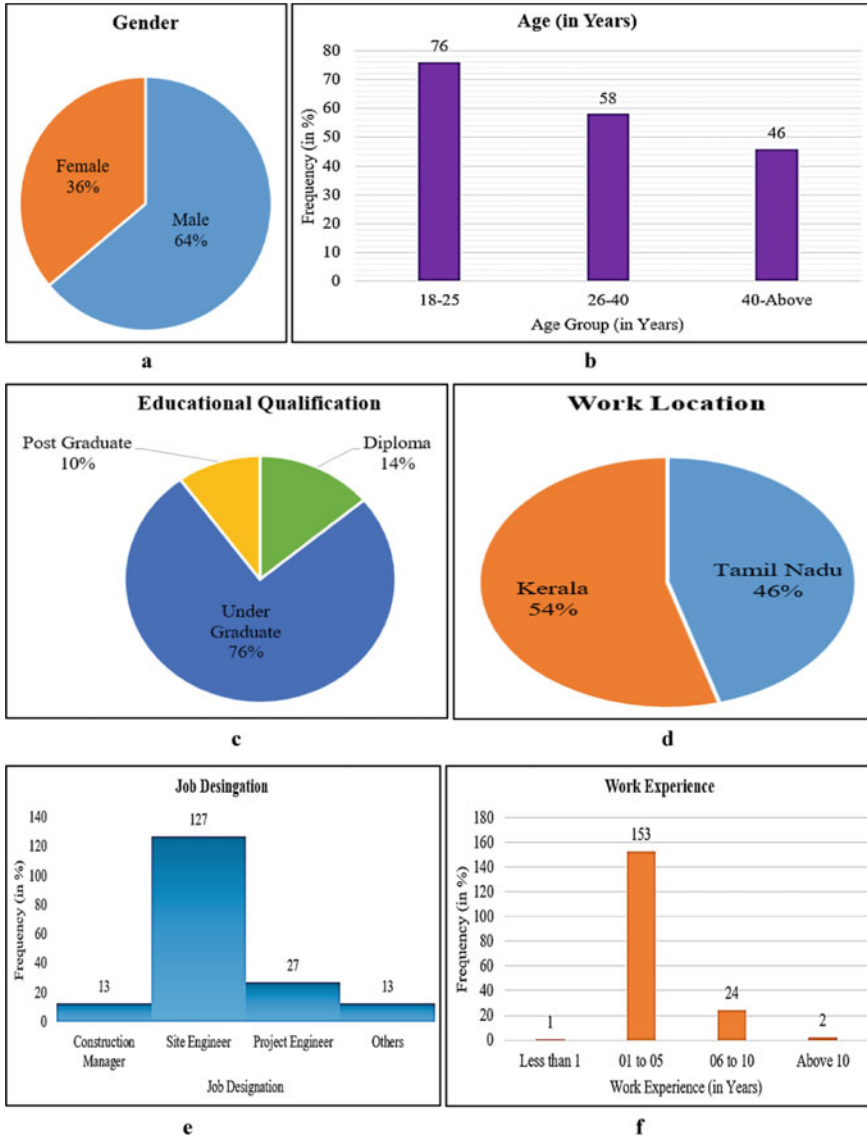 Gender
Female
36%
Male
64%
a
Age (in Years)
Frequency (in %)
80
70
60
50
40
30
20
10
0
76
58
46
18-25 26-40 40-Above
Age Group (in Years)
b
Educational Qualification
Post Graduate
10%
Diploma
14%
Under
Graduate
76%
c
Work Location
Kerala
54%
Tamil Nadu
46%
d
Job Desingation
Frequency (in %)
140
120
100
80
60
40
20
0
13
127
27
13
Construction
Manager
Site Engineer
Project Engineer
Others
Job Designation
e
Work Experience
Frequency (in %)
180
160
140
120
100
80
60
40
20
0
1
153
24
2
Less than 1 01 to 05 06 to 10 Above 10
Work Experience (in Years)
f